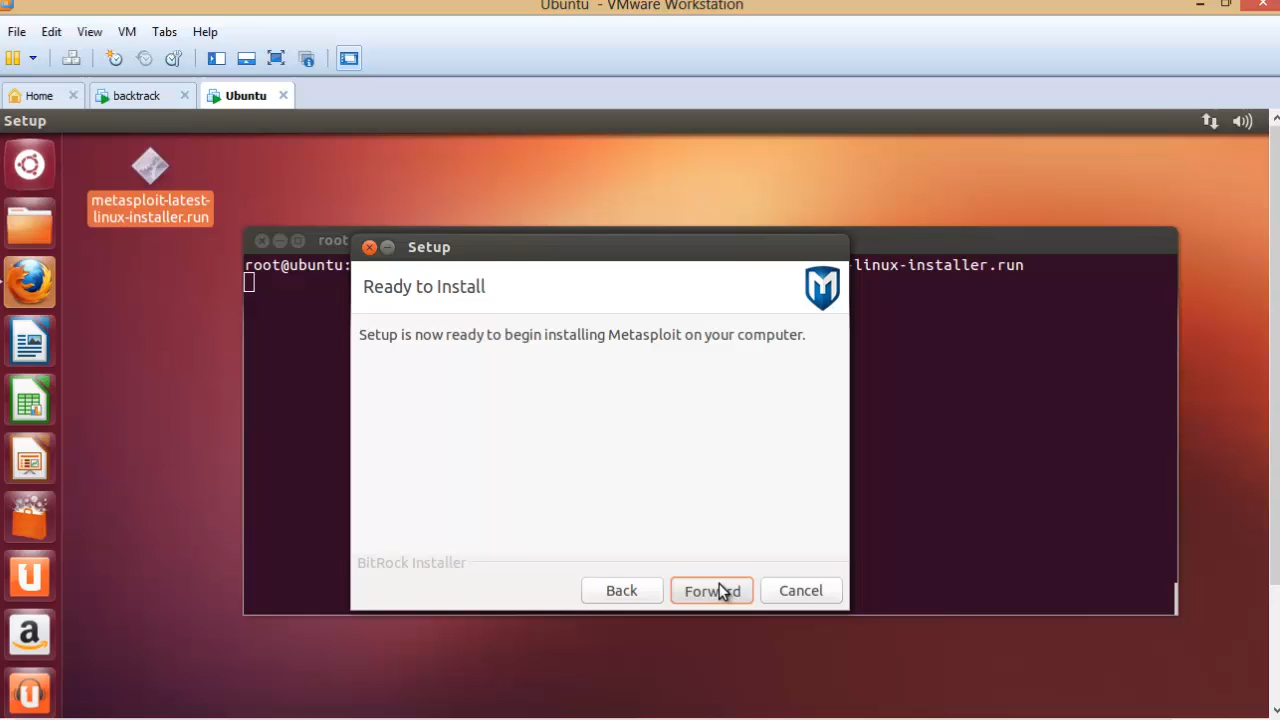 Ubuntu - VMware Workstation
File Edit View VM Tabs Help
Home backtrack Ubuntu
Setup
metasploit-latest-
linux-installer.run
root
Setup
root@ubuntu: -linux-installer.run
Ready to Install
Setup is now ready to begin installing Metasploit on your computer.
BitRock Installer
Back Forward Cancel